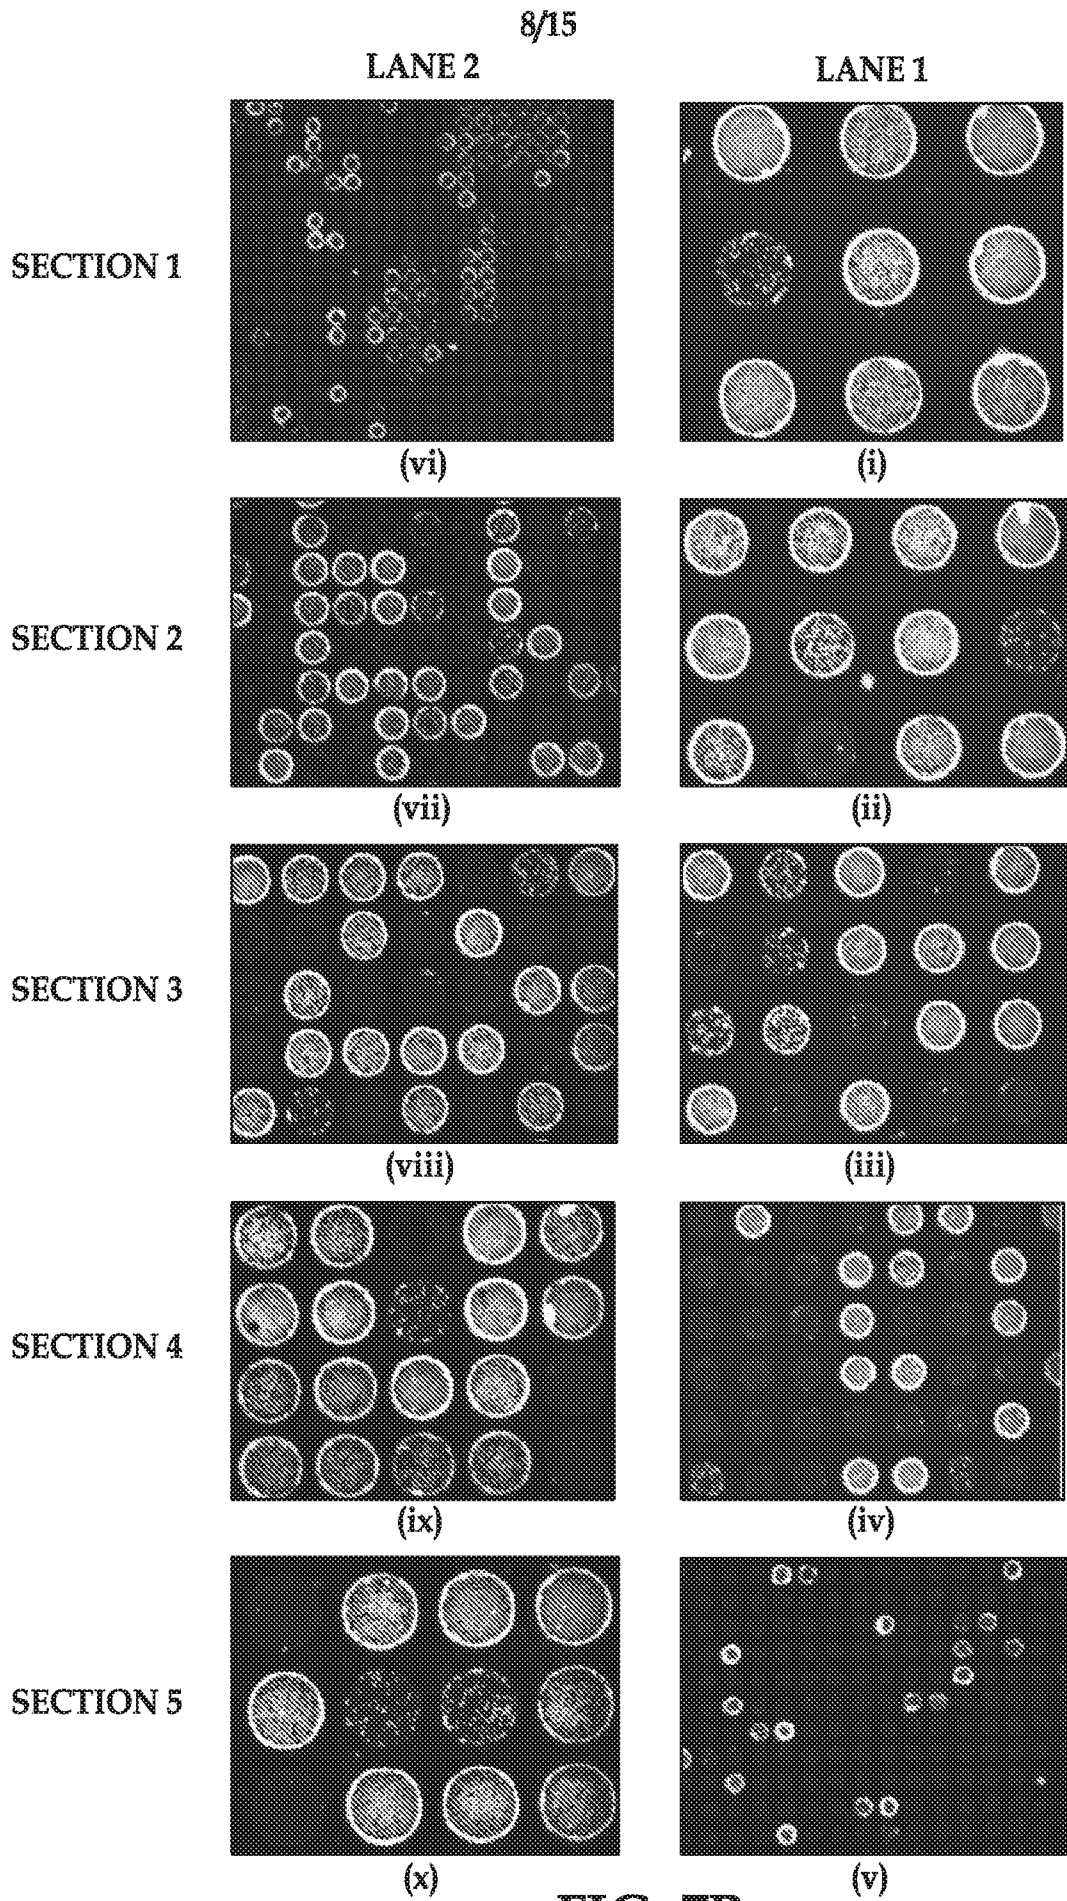 8/15
LANE 2 LANE 1
SECTION 1
(vi) (i)
SECTION 2
(vii) (ii)
SECTION 3
(viii) (iii)
SECTION 4
(ix) (iv)
SECTION 5
(x) (v)